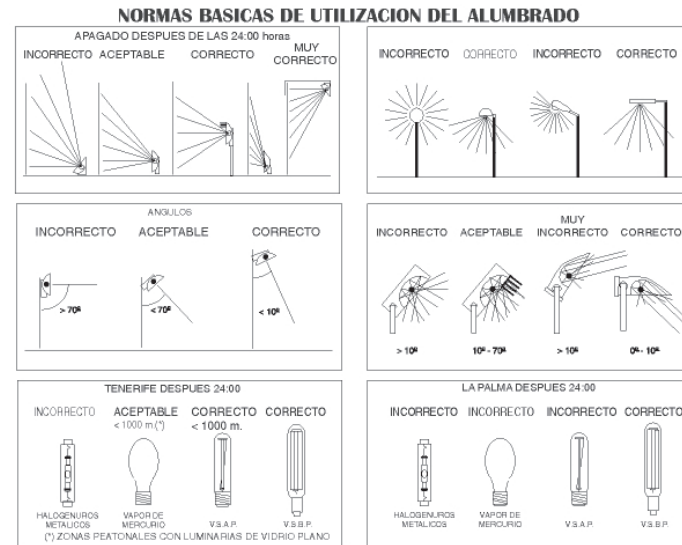 NORMAS BASICAS DE UTILIZACION DEL ALUMBRADO
APAGADO DESPUES DE LAS 24:00 horas
INCORRECTO ACEPTABLE CORRECTO MUY CORRECTO
INCORRECTO CORRECTO INCORRECTO CORRECTO
ANGULOS
INCORRECTO ACEPTABLE CORRECTO
> 70º < 70º < 10º
INCORRECTO ACEPTABLE MUY INCORRECTO CORRECTO
> 10º 10º - 70º > 10º 0º - 10º
TENERIFE DESPUES 24:00
INCORRECTO ACEPTABLE CORRECTO CORRECTO
< 1000 m.(*) < 1000 m.
HALOGENUROS METALICOS VAPOR DE MERCURIO V.S.A.P. V.S.B.P.
(*) ZONAS PEATONALES CON LUMINARIAS DE VIDRIO PLANO
LA PALMA DESPUES 24:00
INCORRECTO INCORRECTO INCORRECTO CORRECTO
HALOGENUROS METALICOS VAPOR DE MERCURIO V.S.A.P. V.S.B.P.